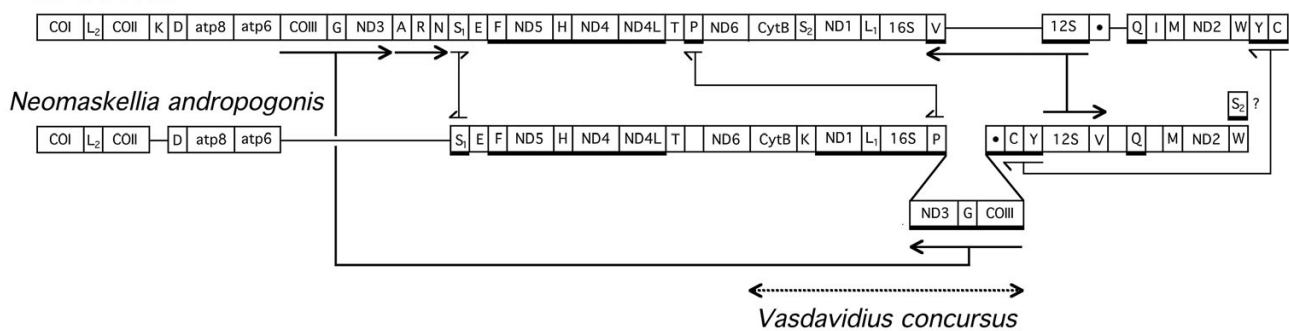 COI L2 COII K D atp8 atp6 COIII G ND3 A R N S1 E F ND5 H ND4 ND4L T P ND6 CytB S2 ND1 L1 16S V 12S • Q I M ND2 W Y C
Neomaskellia andropogonis
S2 ?
COI L2 COII D atp8 atp6 S1 E F ND5 H ND4 ND4L T ND6 CytB K ND1 L1 16S P • C Y 12S V Q M ND2 W
ND3 G COIII
Vasdavidius concursus